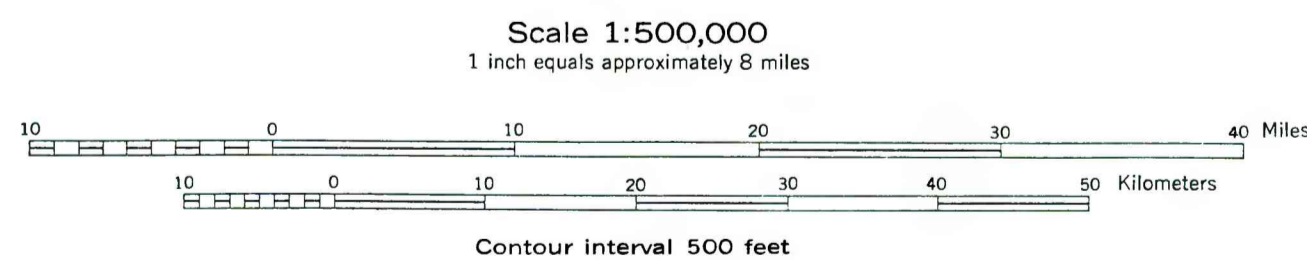 Scale 1:500,000
1 inch equals approximately 8 miles
10 0 10 20 30 40 Miles
10 0 10 20 30 40 50 Kilometers
Contour interval 500 feet